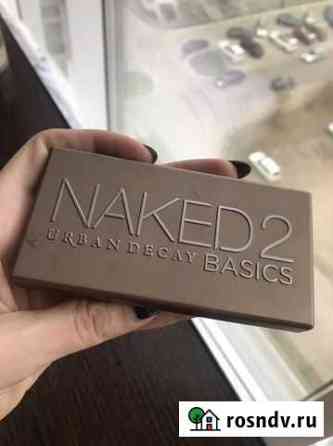 NAKED2
URBAN DECAY BASICS
rosndv.ru